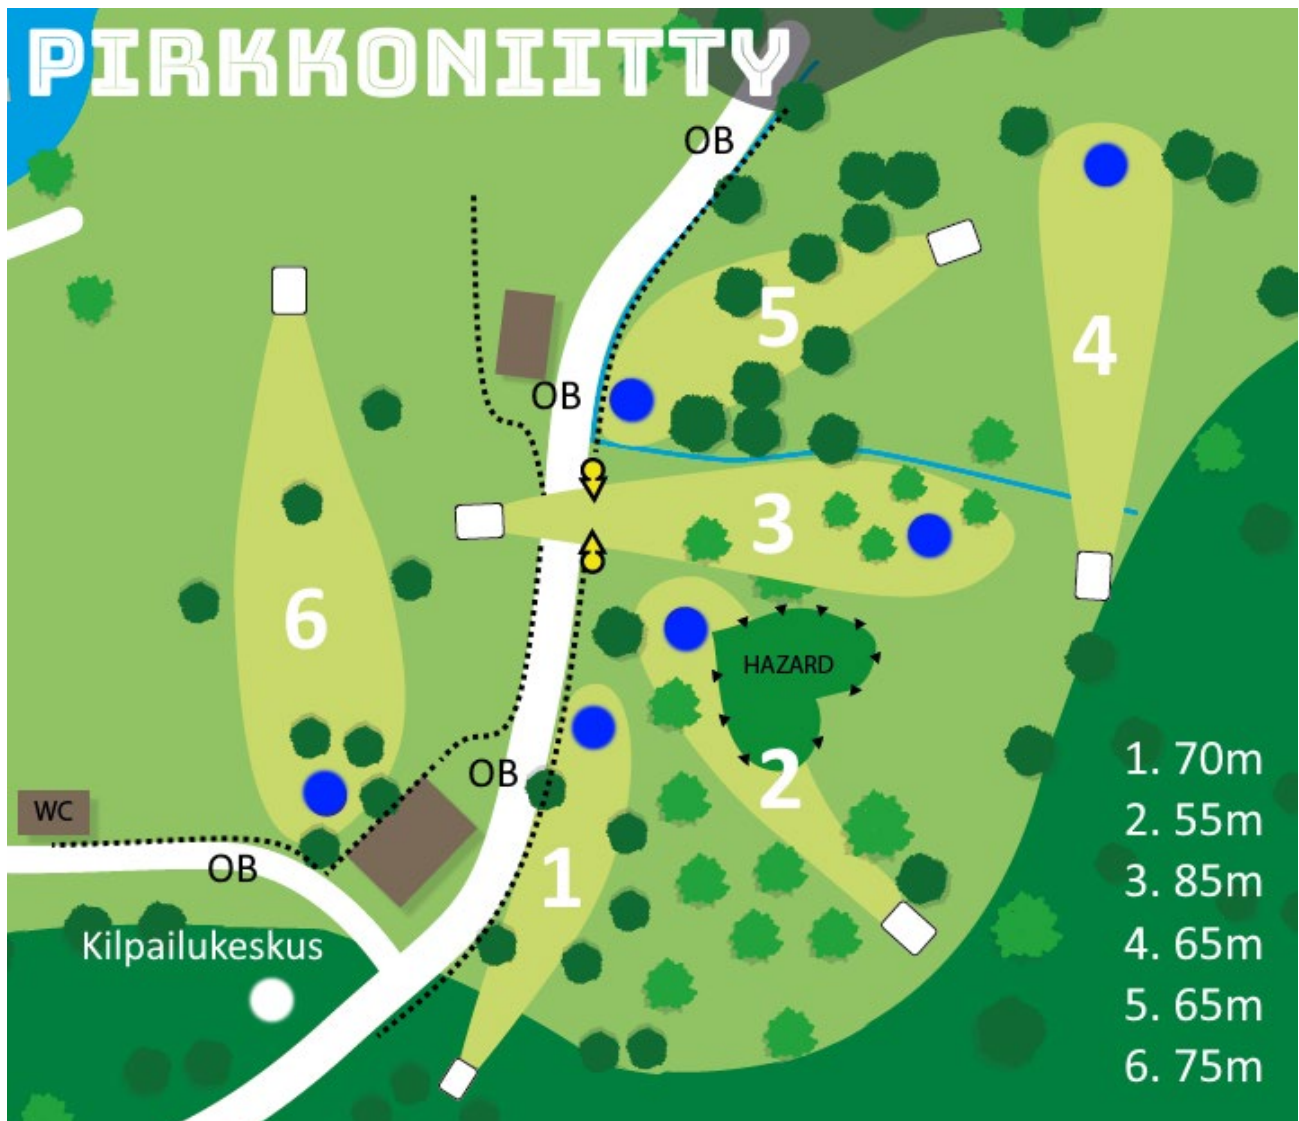 PIRKKONIITTY
OB
5
4
OB
3
6
HAZARD
OB
2
1
WC
OB
Kilpailukeskus
1. 70m
2. 55m
3. 85m
4. 65m
5. 65m
6. 75m